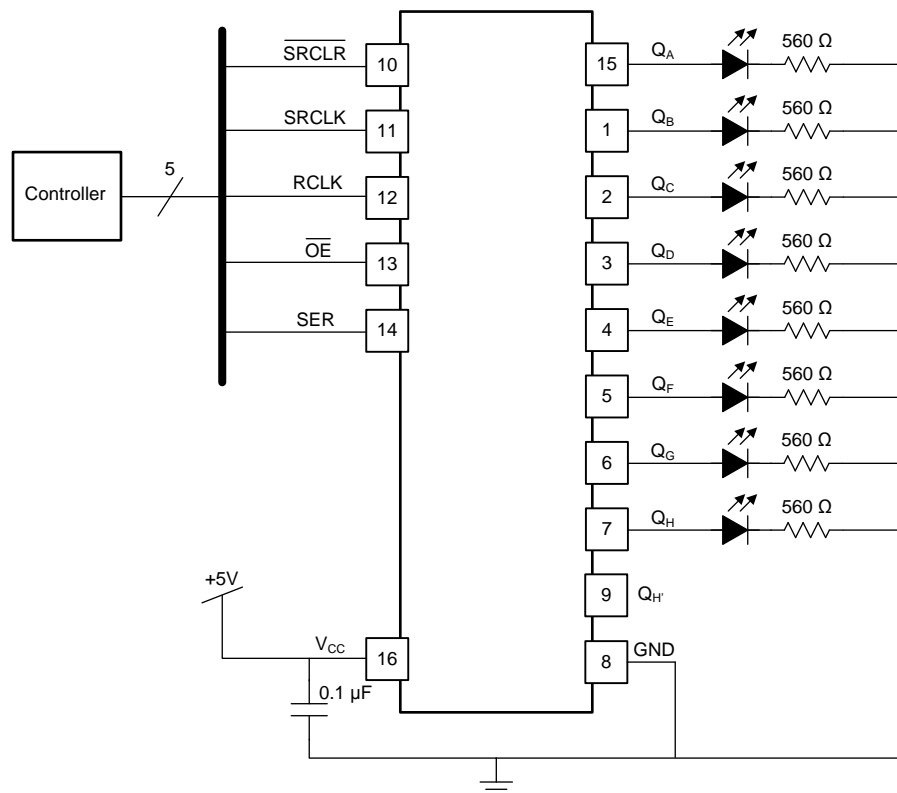 SRCLR
10
SRCLK
11
RCLK
12
OE
13
SER
14
Controller
5
+5V
VCC
16
0.1 µF
15
QA
560 Ω
1
QB
560 Ω
2
QC
560 Ω
3
QD
560 Ω
4
QE
560 Ω
5
QF
560 Ω
6
QG
560 Ω
7
QH
560 Ω
9
QH'
8
GND